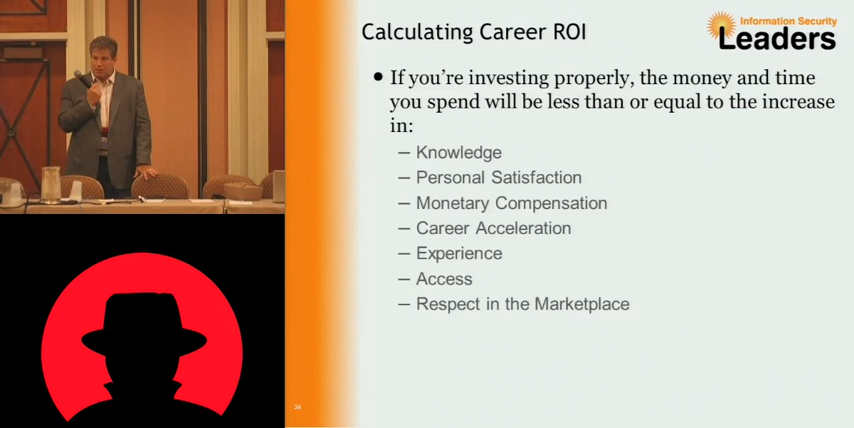 Calculating Career ROI
Information Security
Leaders
• If you're investing properly, the money and time
you spend will be less than or equal to the increase
in:
– Knowledge
– Personal Satisfaction
– Monetary Compensation
– Career Acceleration
– Experience
– Access
– Respect in the Marketplace
36